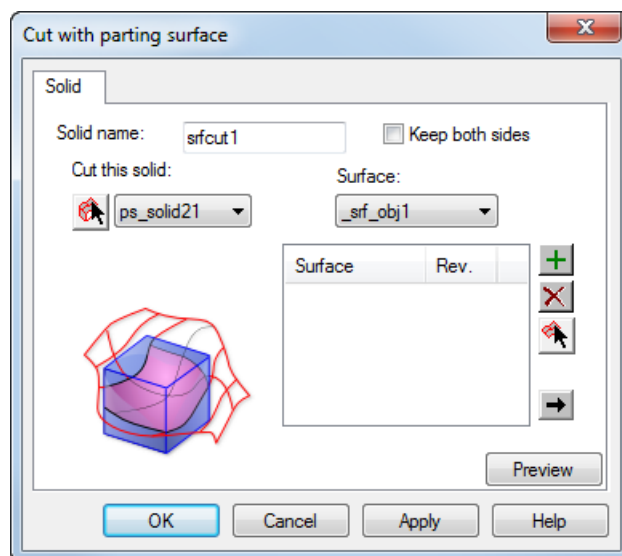 Cut with parting surface
Solid
Solid name: srfcut1 Keep both sides
Cut this solid: Surface:
ps_solid21 _srf_obj1
Surface Rev.
Preview
OK Cancel Apply Help